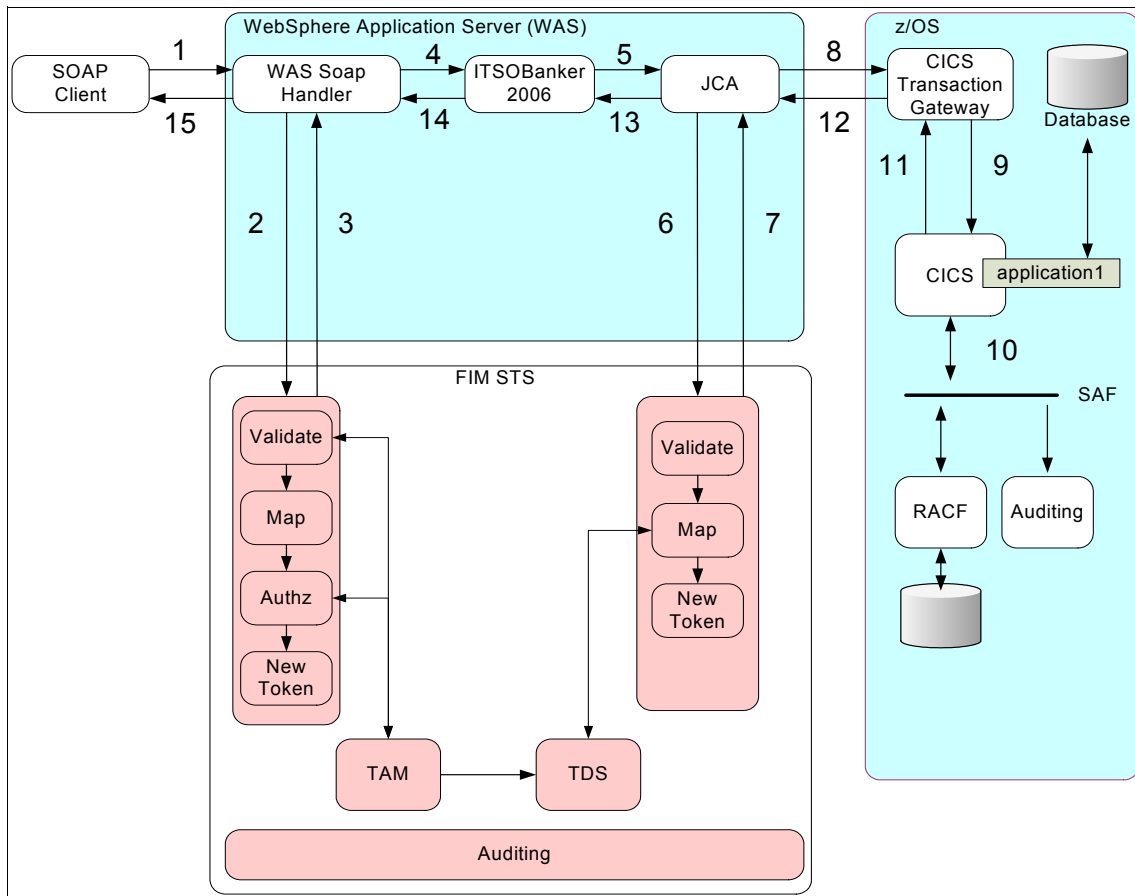 WebSphere Application Server (WAS)
z/OS
1
4
5
8
SOAP
Client
WAS Soap
Handler
ITSOBanker
2006
JCA
CICS
Transaction
Gateway
Database
15
14
13
12
11
9
2
3
6
7
CICS
application1
10
SAF
FIM STS
Validate
Map
Authz
New
Token
Validate
Map
New
Token
RACF
Auditing
TAM
TDS
Auditing